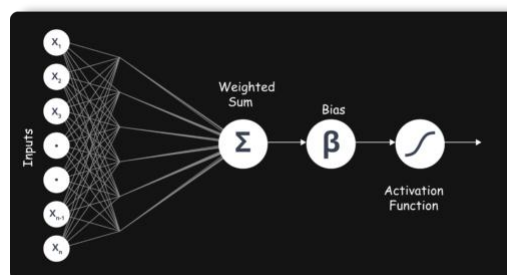 Inputs
X₁
X₂
X₃
•
•
Xₙ₋₁
Xₙ
Weighted
Sum
Σ
Bias
β
Activation
Function